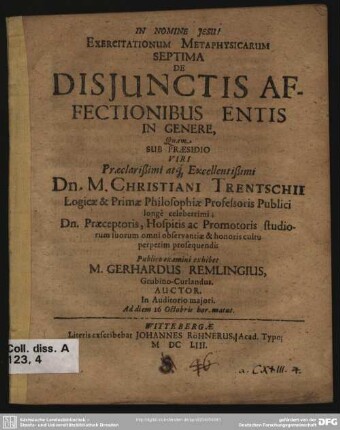 IN NOMINE JESU!
EXERCITATIONUM METAPHYSICARUM
SEPTIMA
DE
DISJUNCTIS AF-
FECTIONIBUS ENTIS
IN GENERE,
Quam
SUB PRÆSIDIO
VIRI
Præclarissimi atq; Excellentissimi
Dn. M. CHRISTIANI TRENTSCHII
Logicæ & Primæ Philosophiæ Professoris Publici
longè celeberrimi:
Dn. Præceptoris, Hospitis ac Promotoris studio-
rum suorum omni observantiæ & honoris cultu
perpetim prosequendi:
Publico examini exhibet
M. GERHARDUS REMLINGIUS,
Grubino-Curlandus.
AUCTOR.
In Auditorio majori.
Ad diem 16 Octobris hor. matut.
WITTEBERGÆ
Literis exscribebat JOHANNES RÖHNERUS, Acad. Typ.
M DC LIII.
Coll. diss. A
123, 4